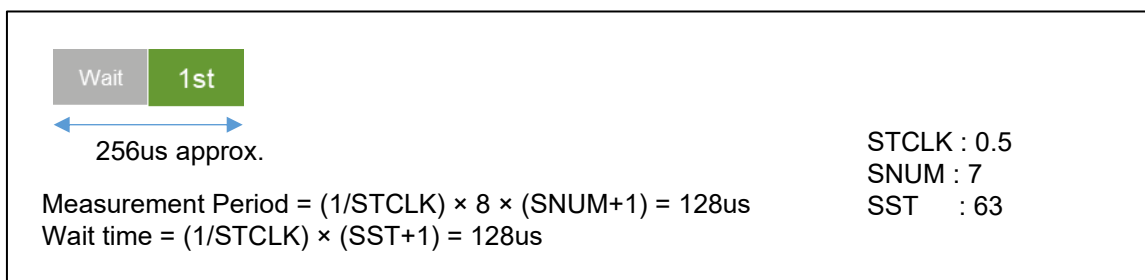 Wait 1st
256us approx.
STCLK : 0.5
SNUM : 7
SST : 63
Measurement Period = (1/STCLK) × 8 × (SNUM+1) = 128us
Wait time = (1/STCLK) × (SST+1) = 128us